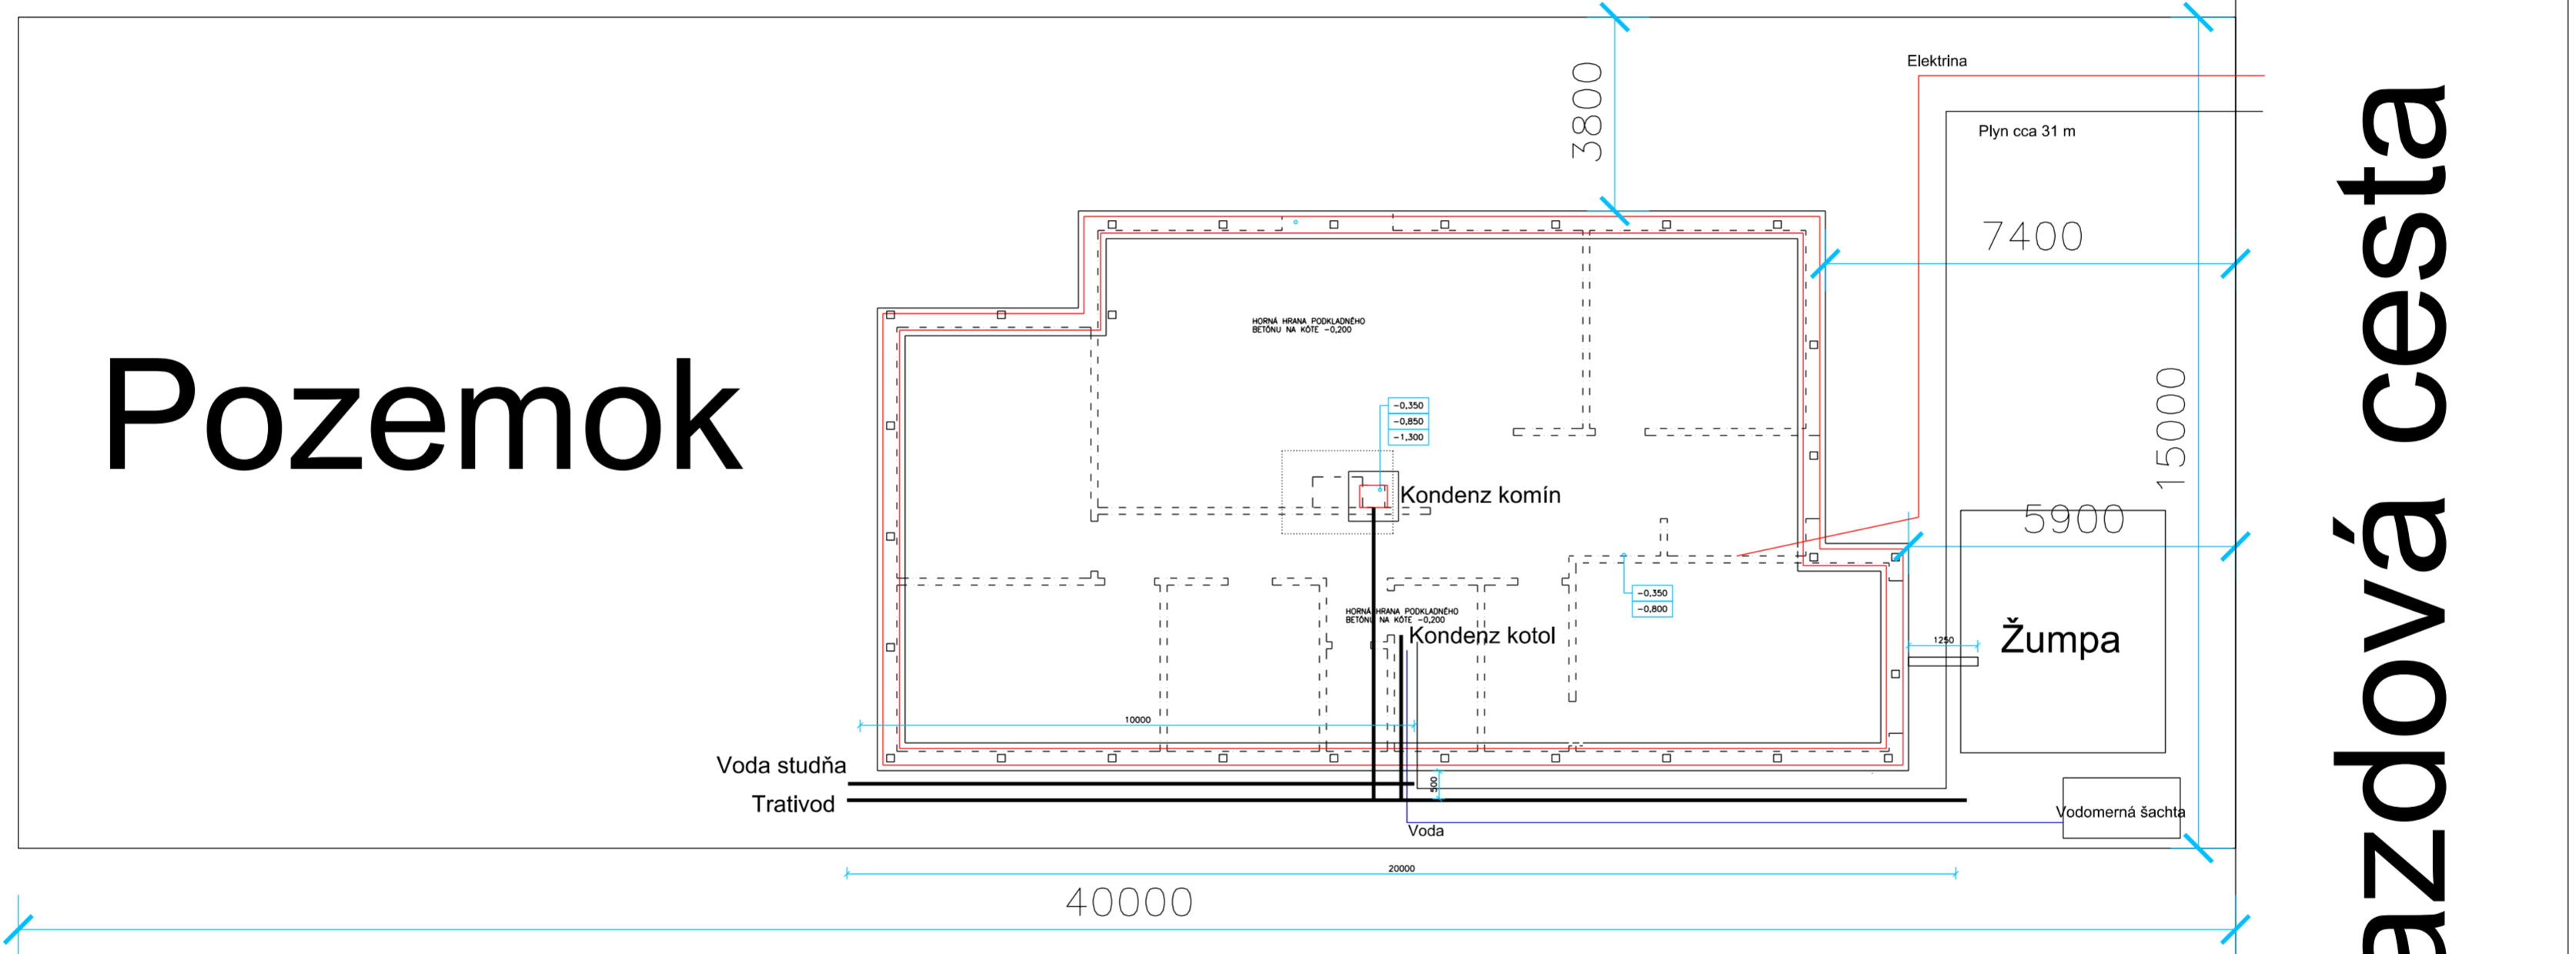 Elektrina
Plyn cca 31 m
3800
7400
Pozemok
HORNÁ HRANA PODKLADNÉHO
BETÓNU NA KÓTE -0,200
-0,350
-0,850
-1,300
15000
Kondenz komín
5900
-0,350
-0,800
HORNÁ HRANA PODKLADNÉHO
BETÓNU NA KÓTE -0,200
Kondenz kotol
1250
Žumpa
10000
Voda studňa
500
Trativod
Vodomerná šachta
Voda
20000
40000
azdová cesta